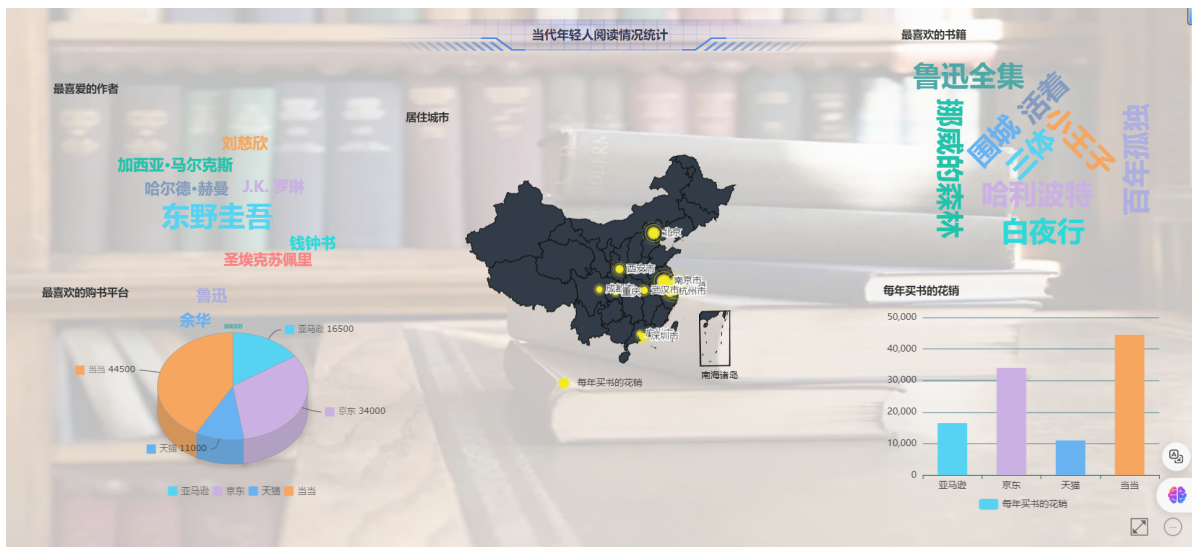 当代年轻人阅读情况统计
最喜爱的作者
刘慈欣
加西亚·马尔克斯
哈尔德·赫曼
J.K. 罗琳
东野圭吾
钱钟书
圣埃克苏佩里
鲁迅
余华
居住城市
北京
西安市
南京市
成都
重庆
武汉市
杭州市
深圳市
南海诸岛
每年买书的花销
最喜欢的书籍
鲁迅全集
活着
挪威的森林
围城
三体
小王子
百年孤独
哈利波特
白夜行
最喜欢的购书平台
亚马逊 16500
当当 44500
京东 34000
天猫 11000
亚马逊 京东 天猫 当当
每年买书的花销
50,000
40,000
30,000
20,000
10,000
0
亚马逊 京东 天猫 当当
每年买书的花销